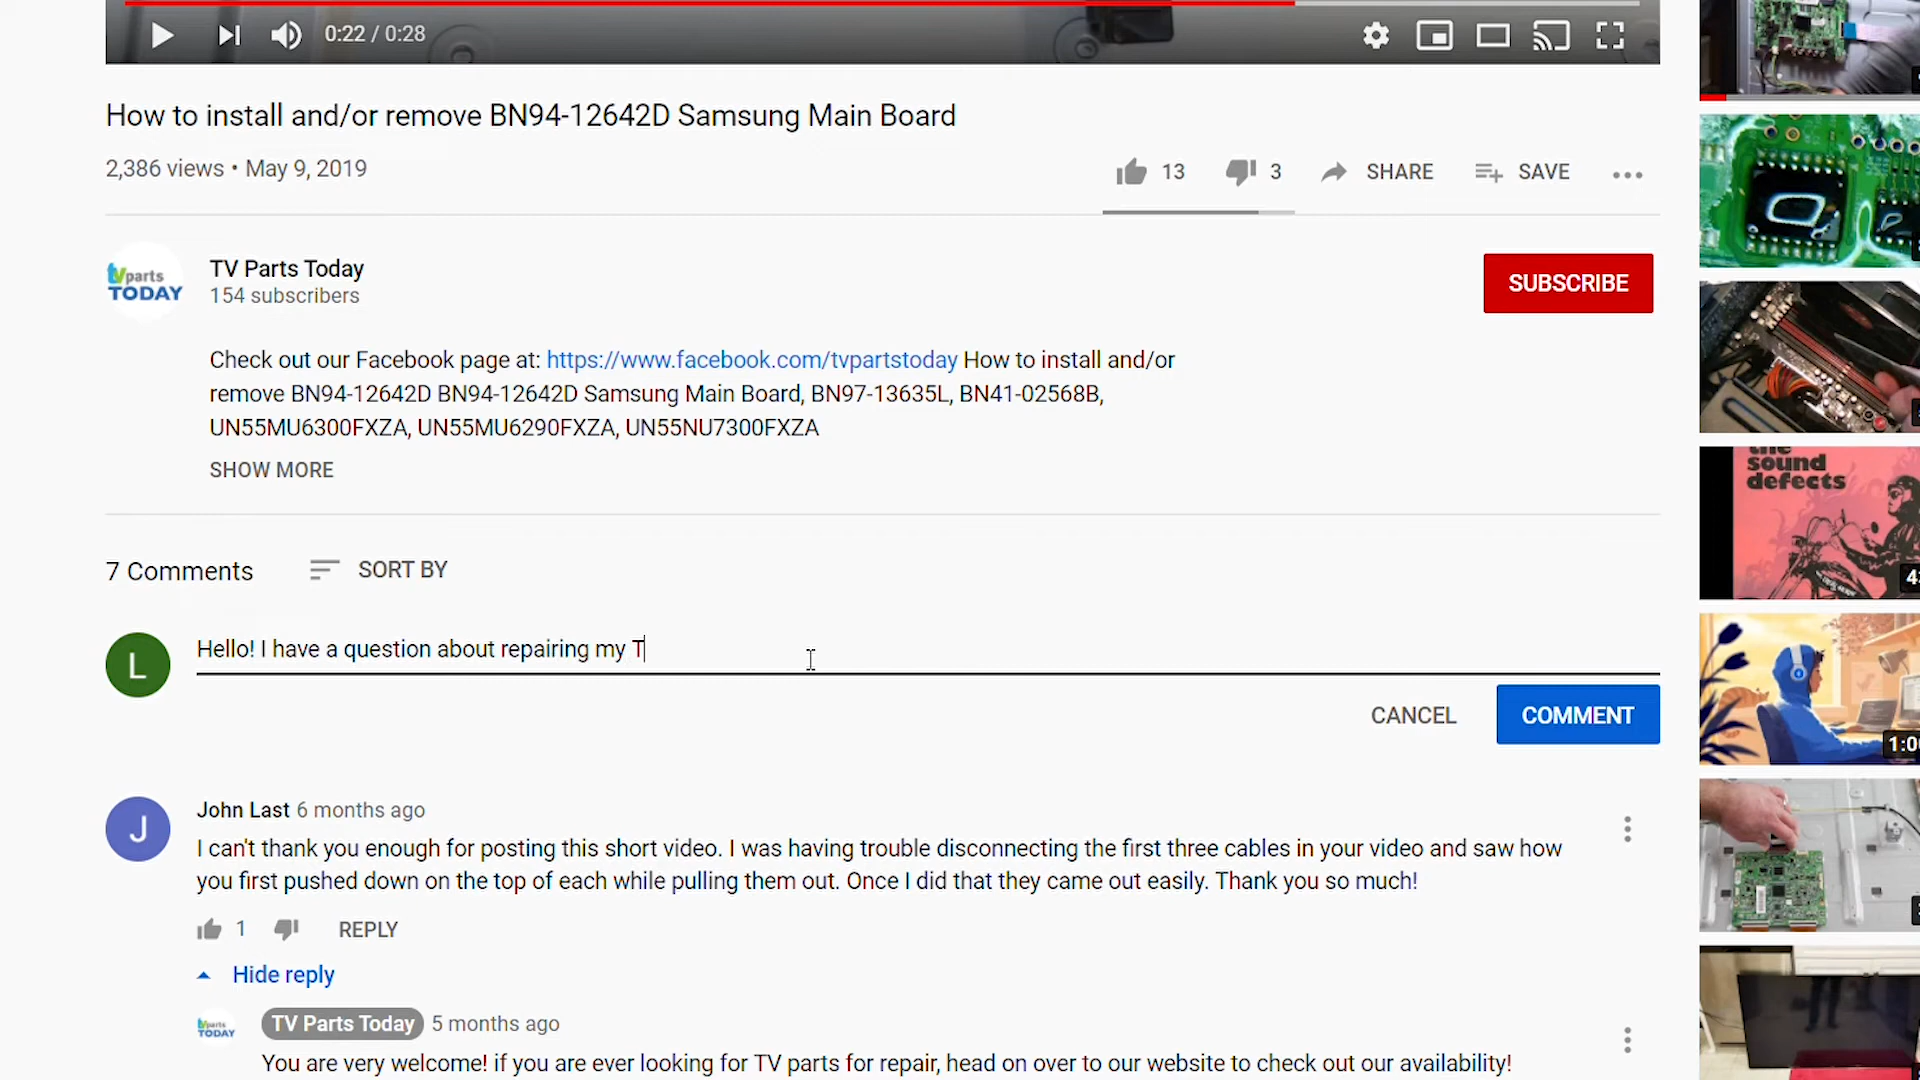 0:22 / 0:28
How to install and/or remove BN94-12642D Samsung Main Board
2,386 views • May 9, 2019
13
3
SHARE
SAVE
tvparts
TODAY
TV Parts Today
154 subscribers
SUBSCRIBE
Check out our Facebook page at: https://www.facebook.com/tvpartstoday How to install and/or
remove BN94-12642D BN94-12642D Samsung Main Board, BN97-13635L, BN41-02568B,
UN55MU6300FXZA, UN55MU6290FXZA, UN55NU7300FXZA
SHOW MORE
7 Comments
SORT BY
L
Hello! I have a question about repairing my T
CANCEL
COMMENT
J
John Last 6 months ago
I can't thank you enough for posting this short video. I was having trouble disconnecting the first three cables in your video and saw how
you first pushed down on the top of each while pulling them out. Once I did that they came out easily. Thank you so much!
1
REPLY
Hide reply
tvparts
TODAY
TV Parts Today 5 months ago
You are very welcome! if you are ever looking for TV parts for repair, head on over to our website to check out our availability!
the
sound
defects